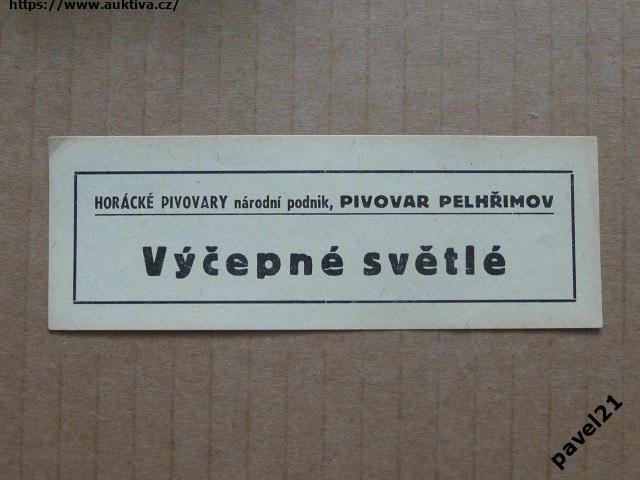 https://www.auktiva.cz/
HORÁCKÉ PIVOVARY národní podnik, PIVOVAR PELHŘIMOV
Výčepné světlé
pavel21